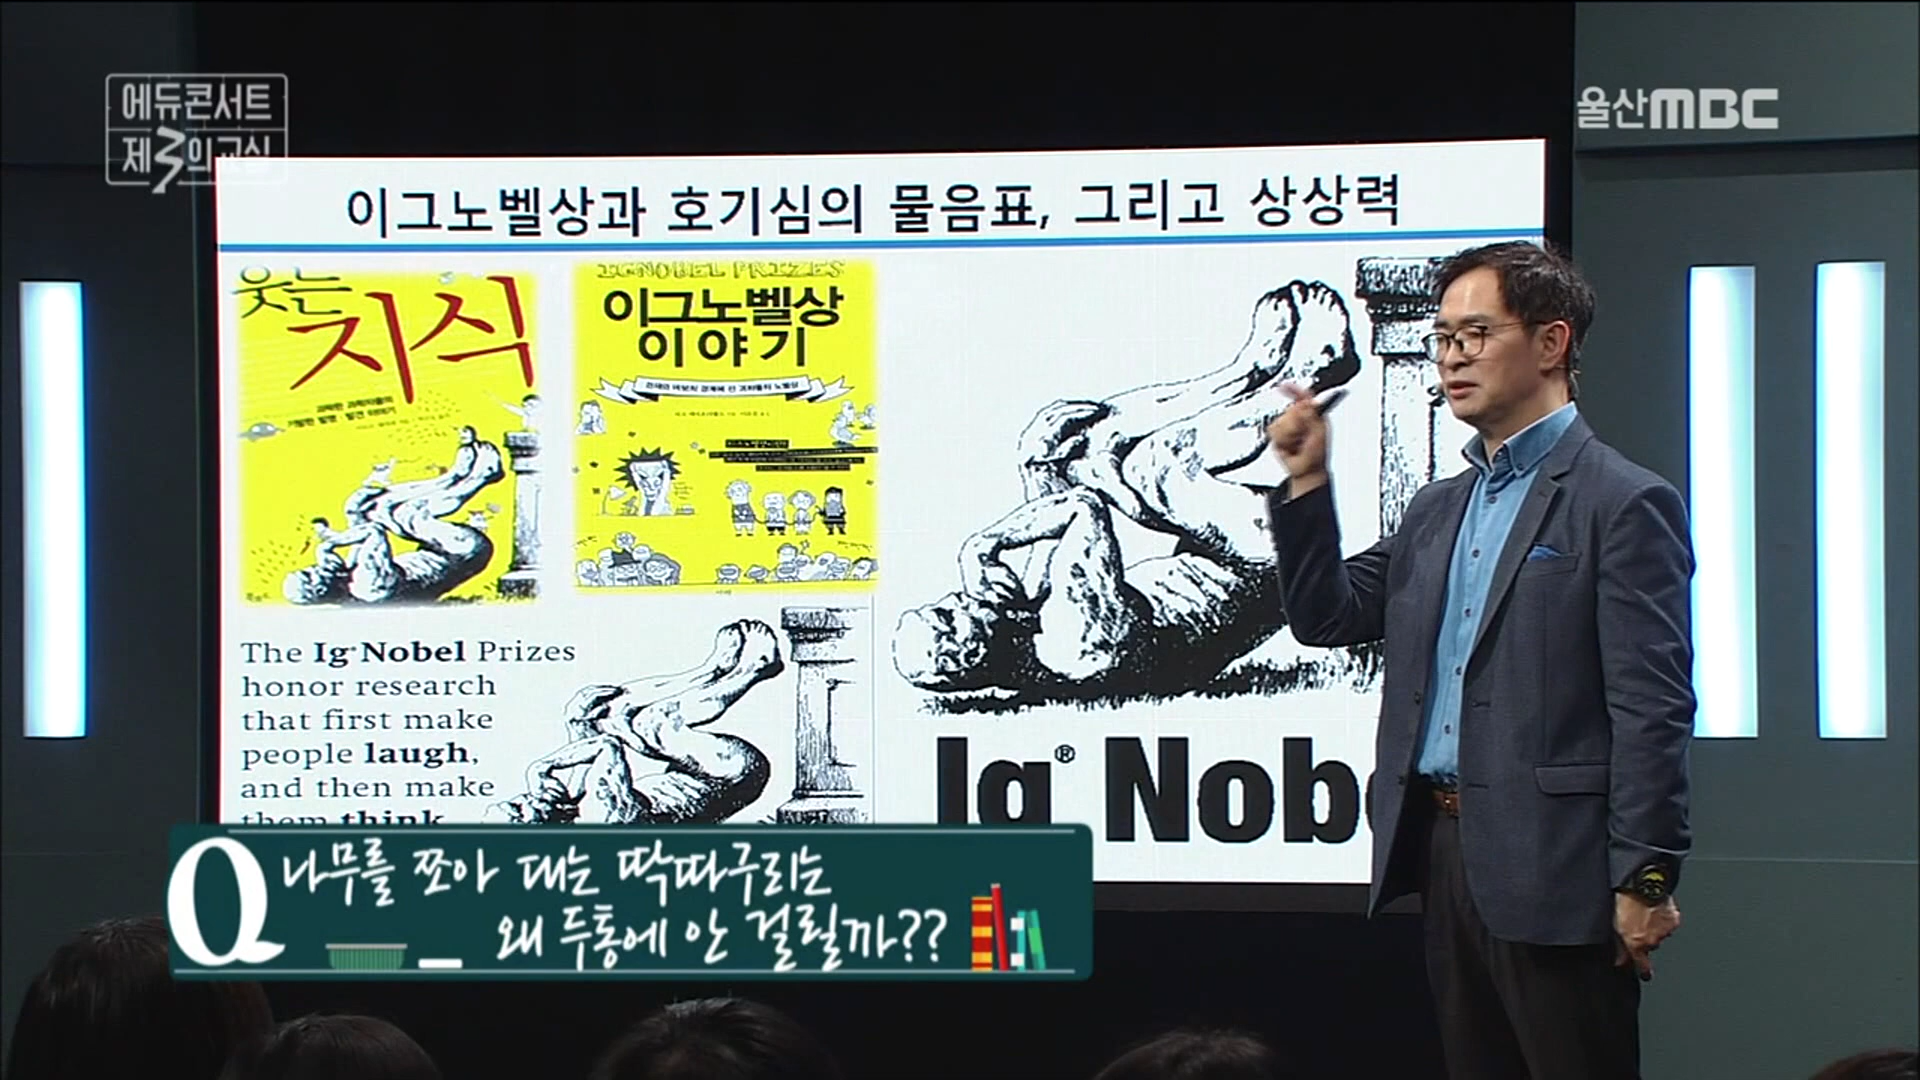 에듀콘서트
제3의교실
울산MBC
이그노벨상과 호기심의 물음표, 그리고 상상력
웃는
지식
IGNOBEL PRIZES
이그노벨상
이야기
The Ig Nobel Prizes
honor research
that first make
people laugh,
and then make
them think
Ig® Nob
Q 나무를 쪼아 대는 딱따구리는
왜 두통에 안 걸릴까??